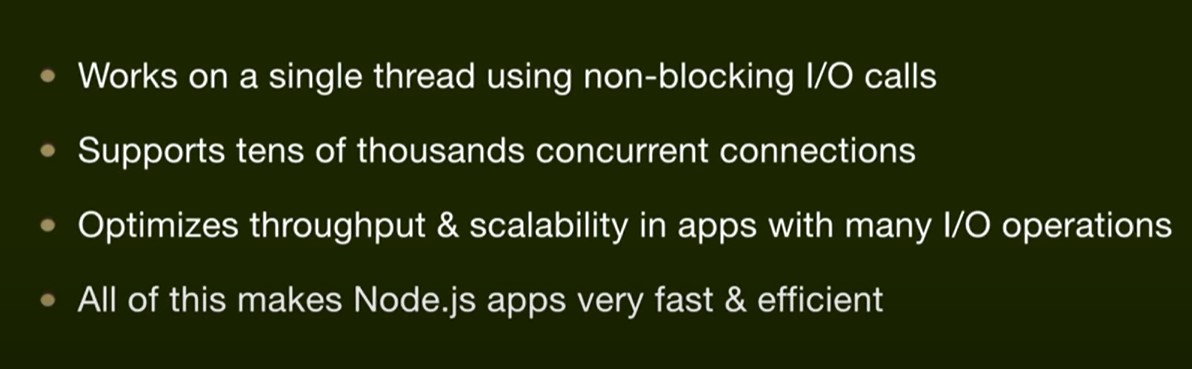 Works on a single thread using non-blocking I/O calls
Supports tens of thousands concurrent connections
Optimizes throughput & scalability in apps with many I/O operations
All of this makes Node.js apps very fast & efficient